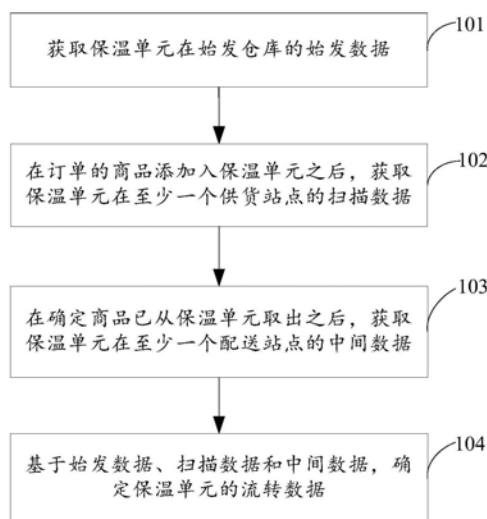 获取保温单元在始发仓库的始发数据
101
在订单的商品添加入保温单元之后，获取
保温单元在至少一个供货站点的扫描数据
102
在确定商品已从保温单元取出之后，获取
保温单元在至少一个配送站点的中间数据
103
基于始发数据、扫描数据和中间数据，确
定保温单元的流转数据
104